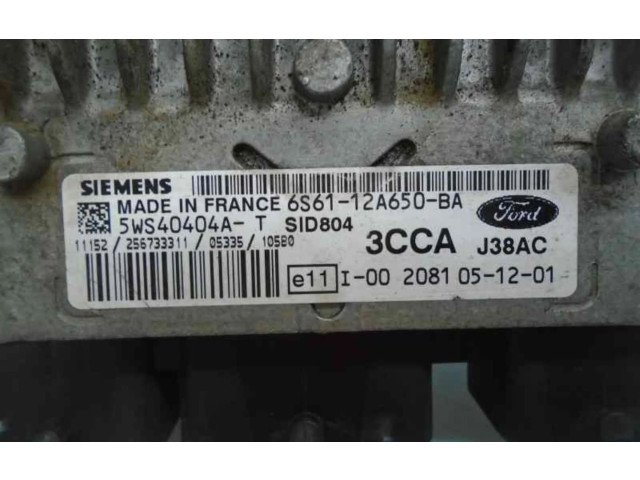 SIEMENS
MADE IN FRANCE 6S61-12A650-BA
5WS40404A- T SID804
Ford
11152 / 256733311 / 05335 / 10580
3CCA J38AC
e11 I-00 2081 05-12-01